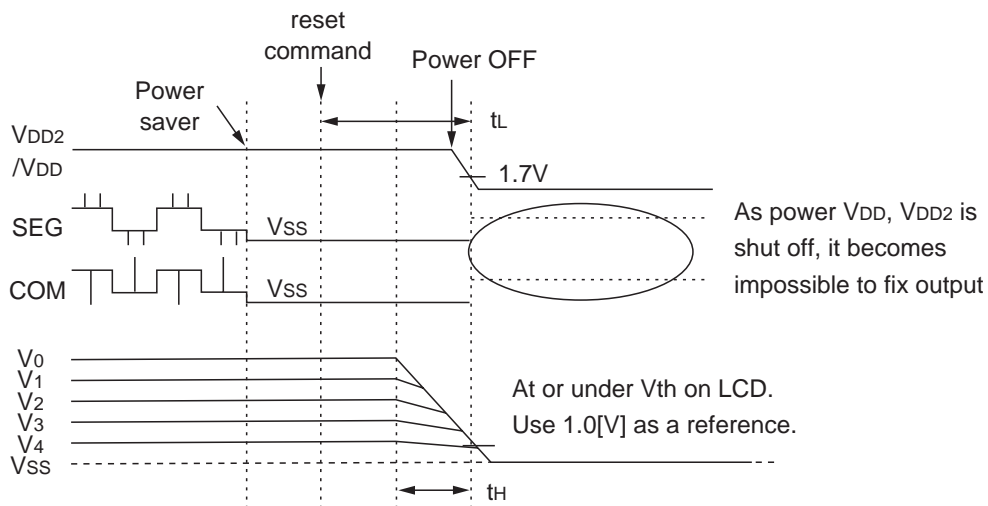 reset
command
Power OFF
Power
saver
tL
VDD2
/VDD
1.7V
SEG
VSS
As power VDD, VDD2 is
shut off, it becomes
impossible to fix output
COM
VSS
V0
V1
V2
V3
V4
VSS
At or under Vth on LCD.
Use 1.0[V] as a reference.
tH